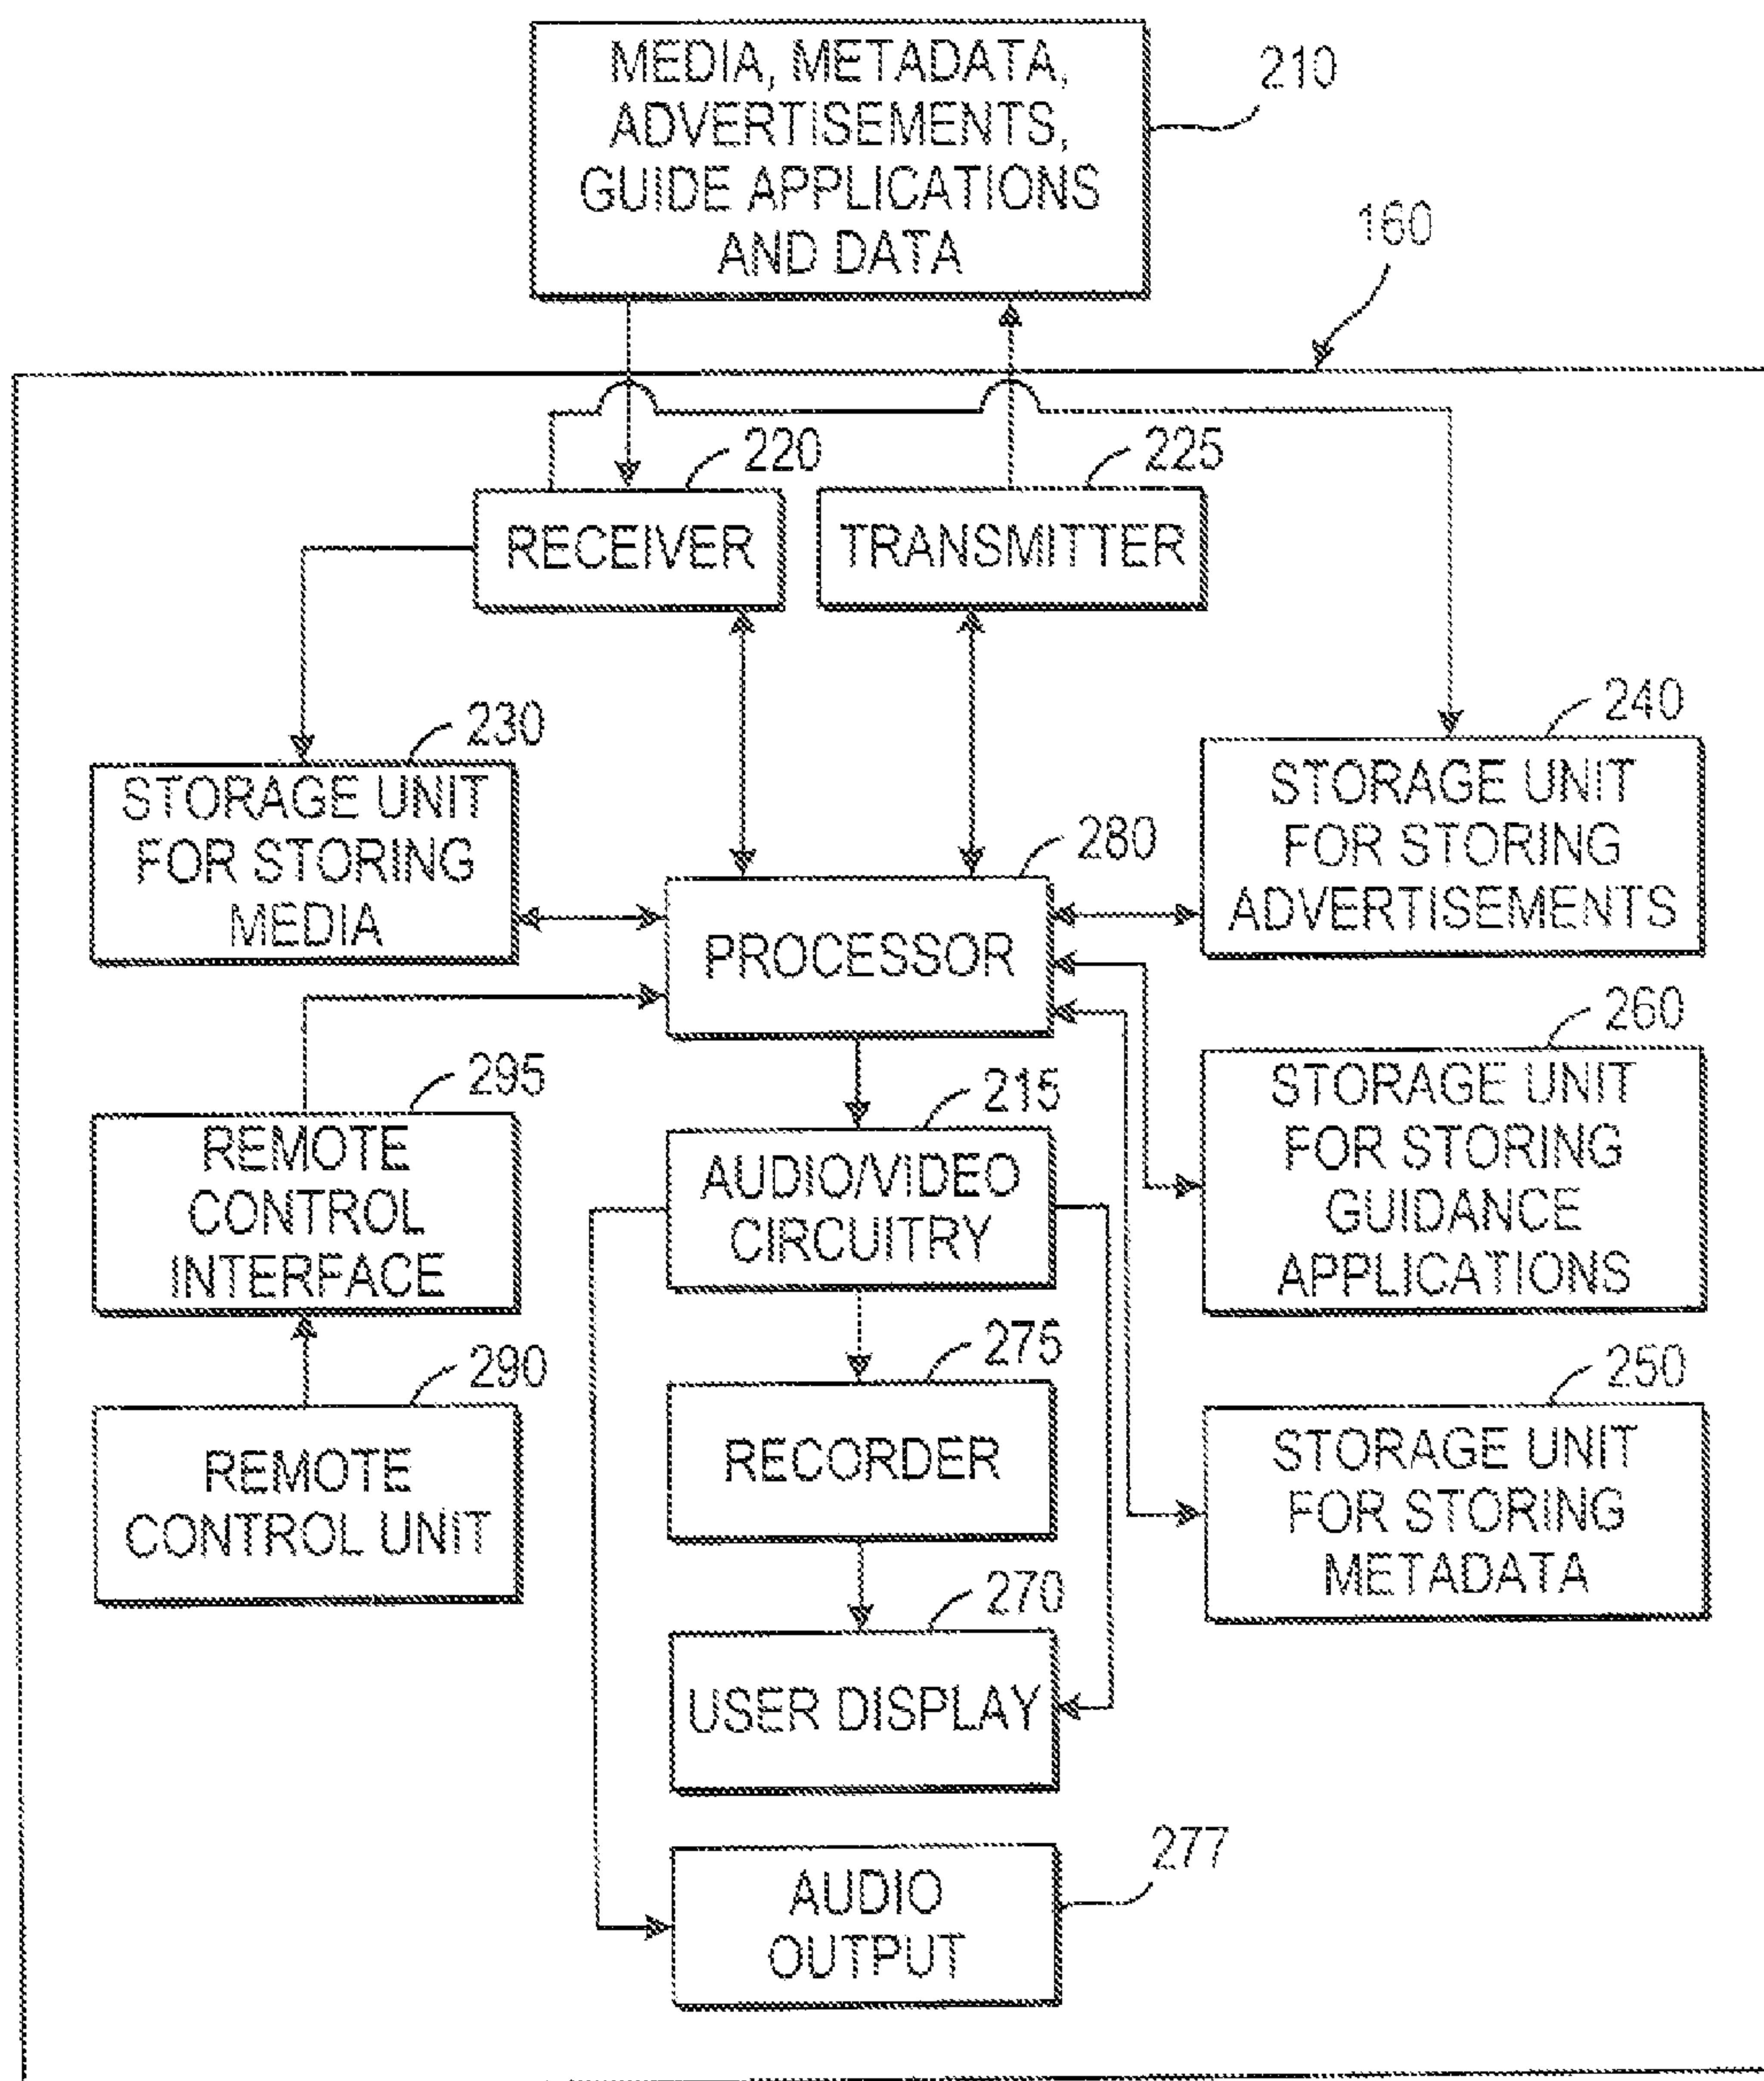 MEDIA, METADATA,
ADVERTISEMENTS,
GUIDE APPLICATIONS
AND DATA
210
160
220
RECEIVER
225
TRANSMITTER
230
STORAGE UNIT
FOR STORING
MEDIA
240
STORAGE UNIT
FOR STORING
ADVERTISEMENTS
280
PROCESSOR
260
STORAGE UNIT
FOR STORING
GUIDANCE
APPLICATIONS
295
REMOTE
CONTROL
INTERFACE
215
AUDIO/VIDEO
CIRCUITRY
290
REMOTE
CONTROL UNIT
275
RECORDER
250
STORAGE UNIT
FOR STORING
METADATA
270
USER DISPLAY
277
AUDIO
OUTPUT